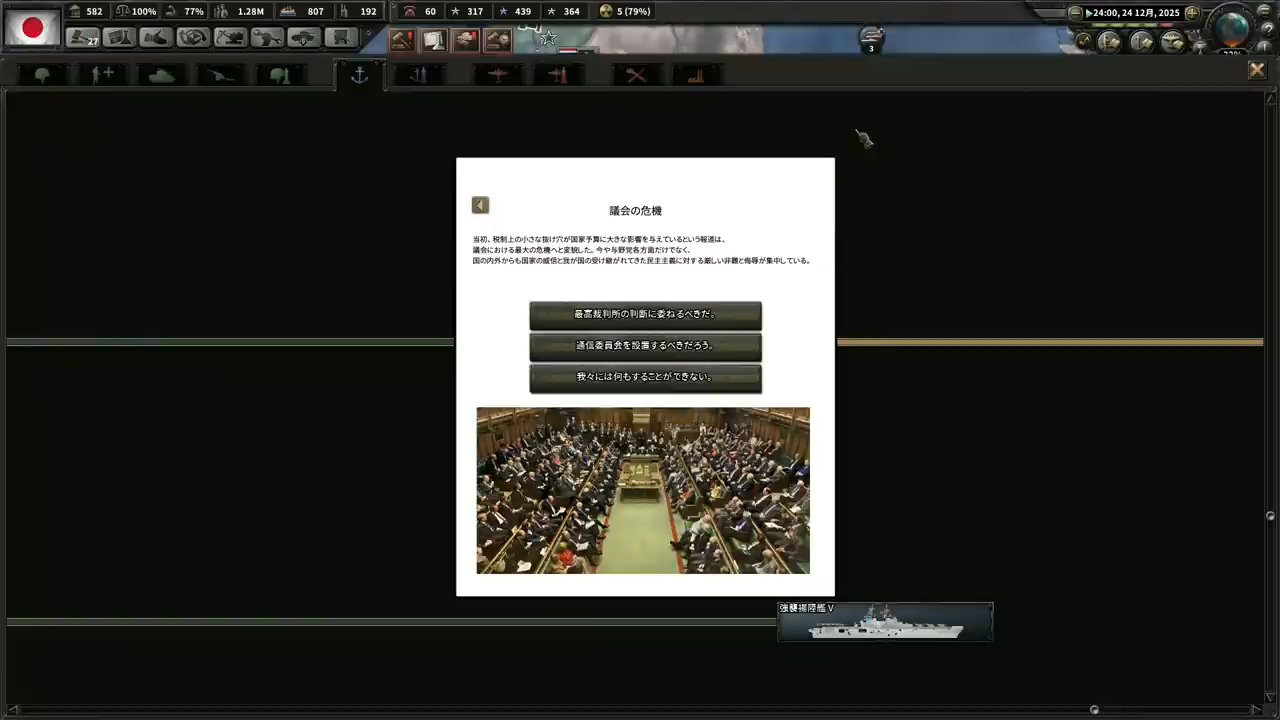 582 100% 77% 1.28M 807 192 60 317 439 364 5 (79%) 24:00, 24 12月, 2025
27
3
議会の危機
当初、税制上の小さな抜け穴が国家予算に大きな影響を与えているという報道は、
議会における最大の危機へと変貌した。今や与野党各方面だけでなく、
国の内外からも国家の威信と我が国の受け継がれてきた民主主義に対する厳しい非難と侮辱が集中している。
最高裁判所の判断に委ねるべきだ。
通信委員会を設置するべきだろう。
我々には何もすることができない。
強襲揚陸艦 V